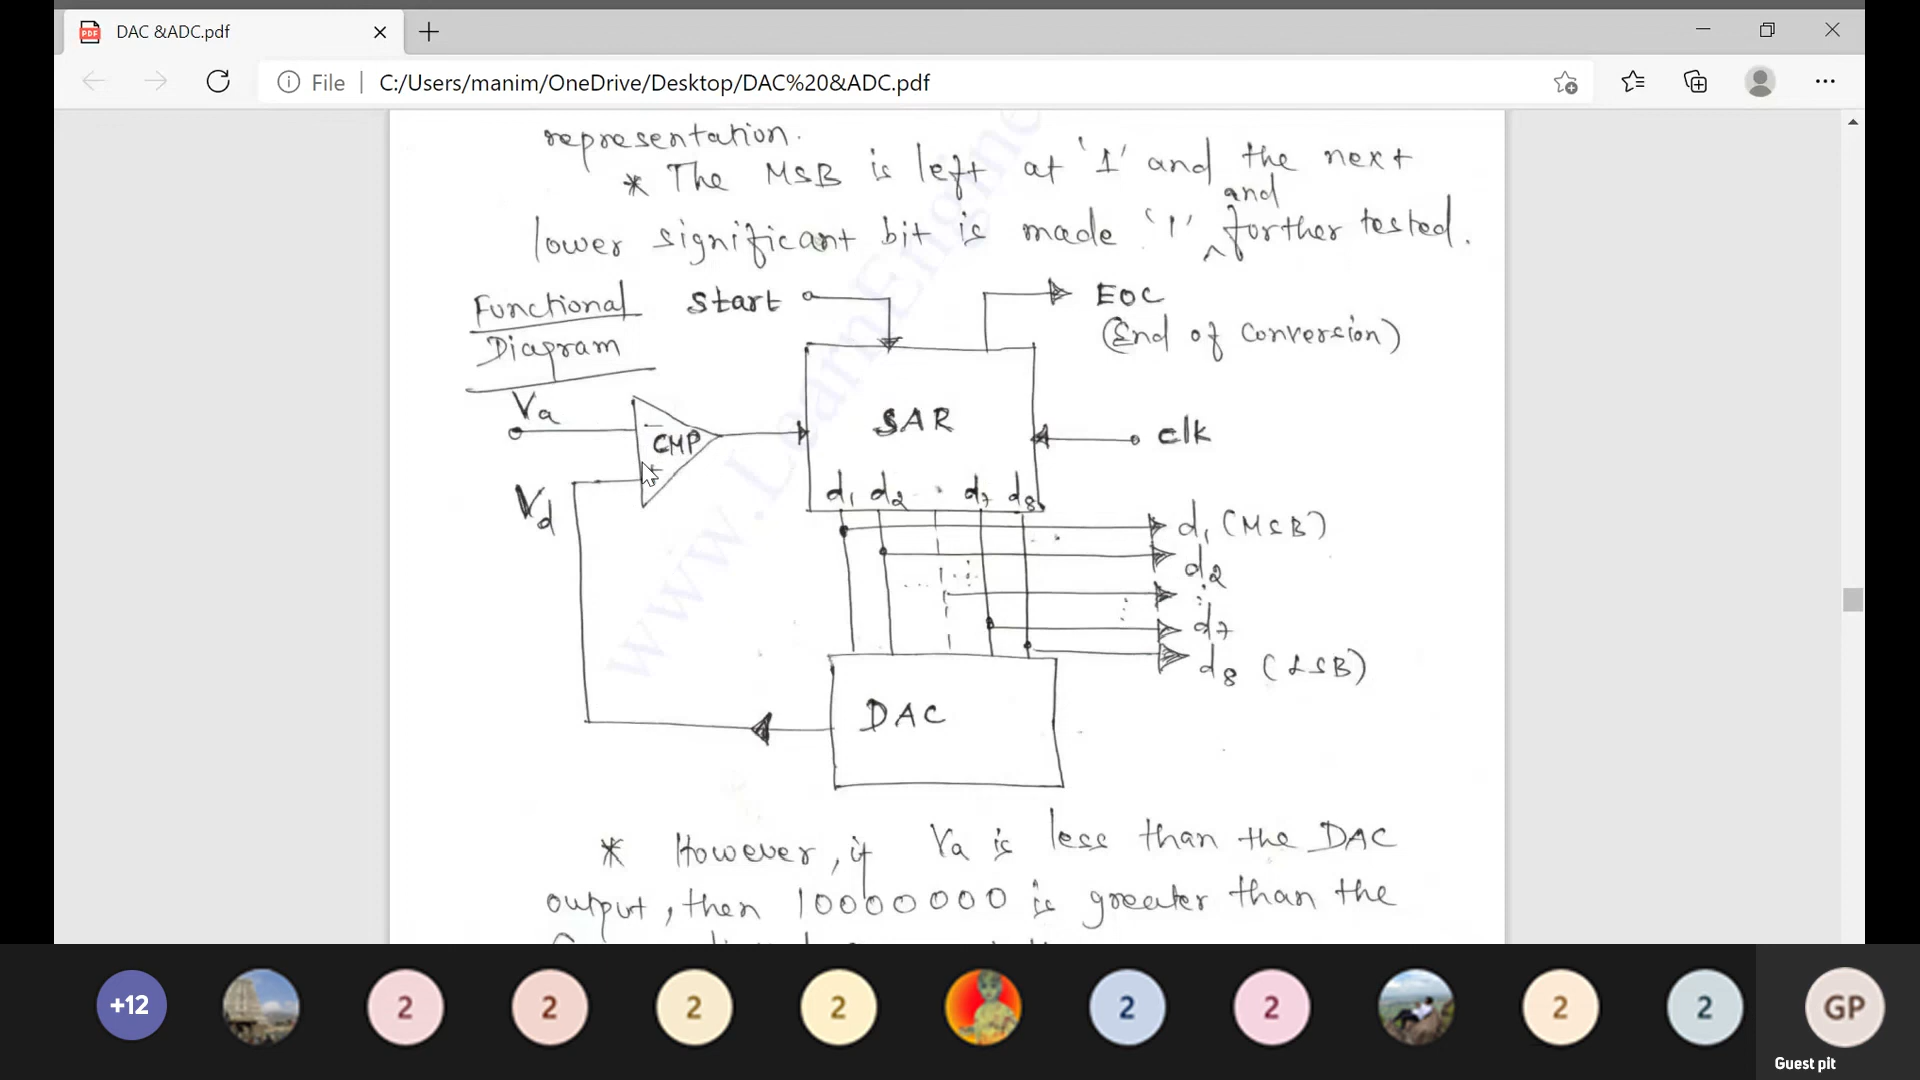 DAC &ADC.pdf
File
C:/Users/manim/OneDrive/Desktop/DAC%20&ADC.pdf
representation.
* The MSB is left at '1' and the next
and
lower significant bit is made '1' ^ further tested.
Functional
Diagram
Start
EOC
(End of Conversion)
Va
CMP
SAR
clk
Vd
d1 d2 . d7 d8
d1 (MSB)
d2
d7
d8 (LSB)
DAC
* However, if Va is less than the DAC
output, then 10000000 is greater than the
www.LearnEngine
+12
2
2
2
2
2
2
2
2
GP
Guest pit